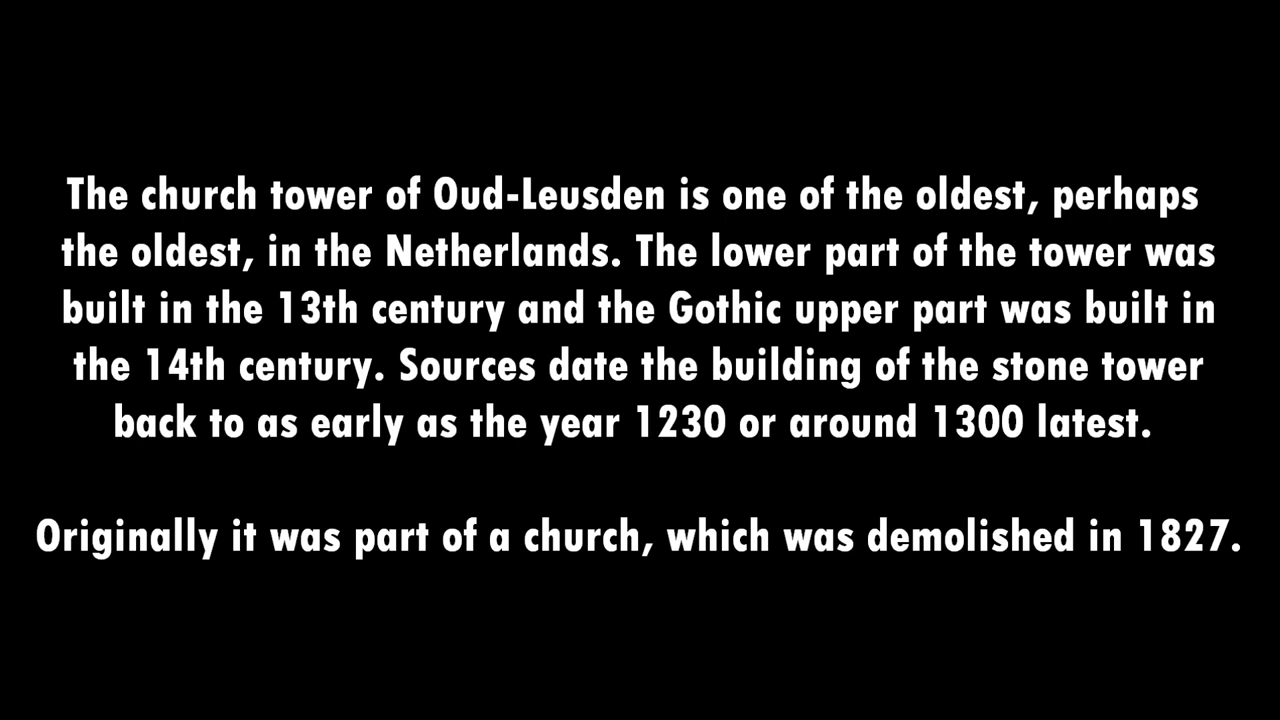 The church tower of Oud-Leusden is one of the oldest, perhaps
the oldest, in the Netherlands. The lower part of the tower was
built in the 13th century and the Gothic upper part was built in
the 14th century. Sources date the building of the stone tower
back to as early as the year 1230 or around 1300 latest.
Originally it was part of a church, which was demolished in 1827.